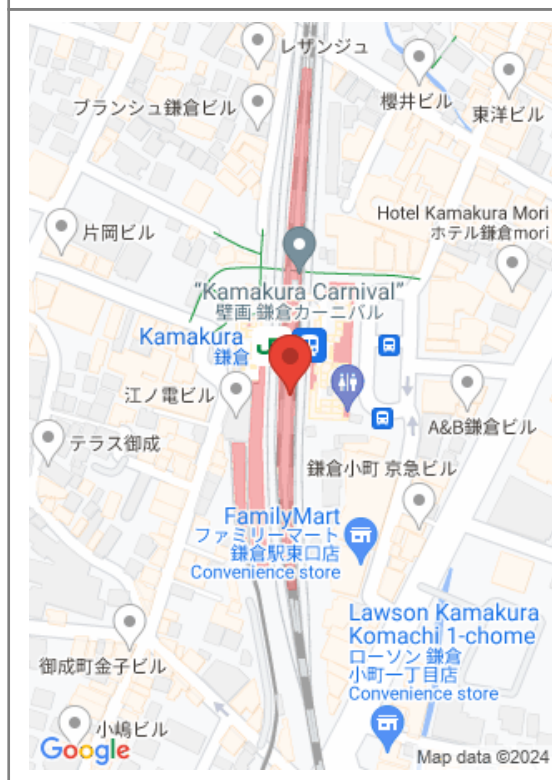 レザンジュ
ブランシュ鎌倉ビル
櫻井ビル
東洋ビル
Hotel Kamakura Mori
ホテル鎌倉mori
片岡ビル
“Kamakura Carnival”
壁画 鎌倉カーニバル
Kamakura
鎌倉
江ノ電ビル
A&B鎌倉ビル
テラス御成
鎌倉小町 京急ビル
FamilyMart
ファミリーマート
鎌倉駅東口店
Convenience store
Lawson Kamakura
Komachi 1-chome
ローソン 鎌倉
小町一丁目店
Convenience store
御成町金子ビル
小嶋ビル
Google
Map data ©2024